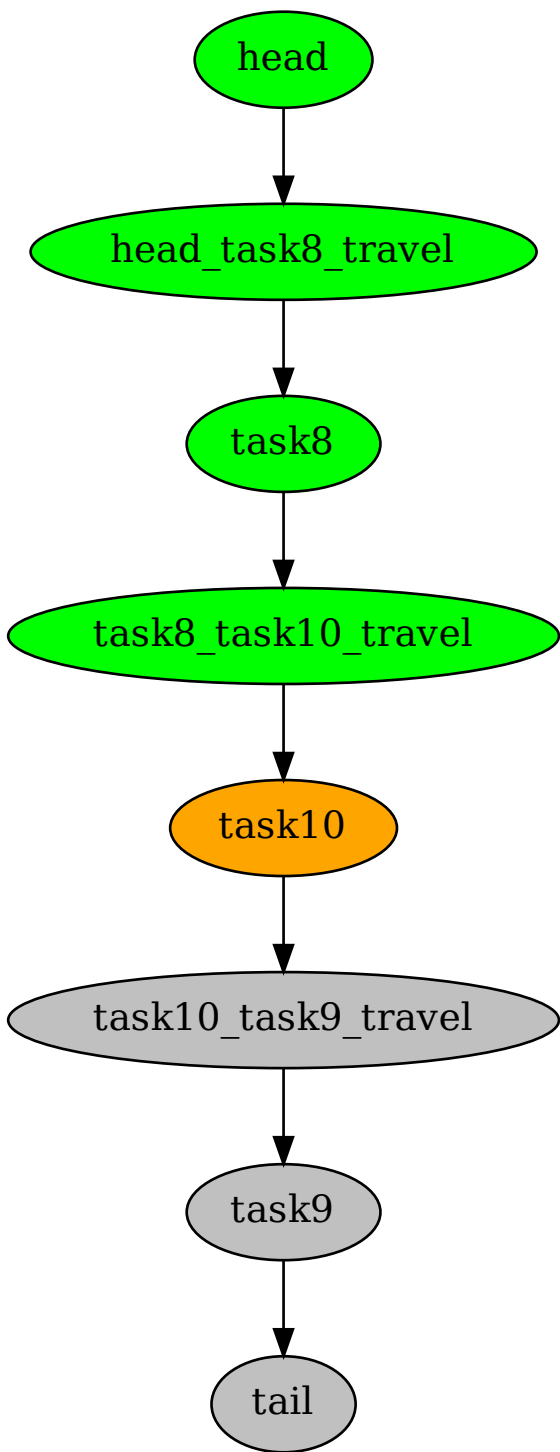 head
head_task8_travel
task8
task8_task10_travel
task10
task10_task9_travel
task9
tail